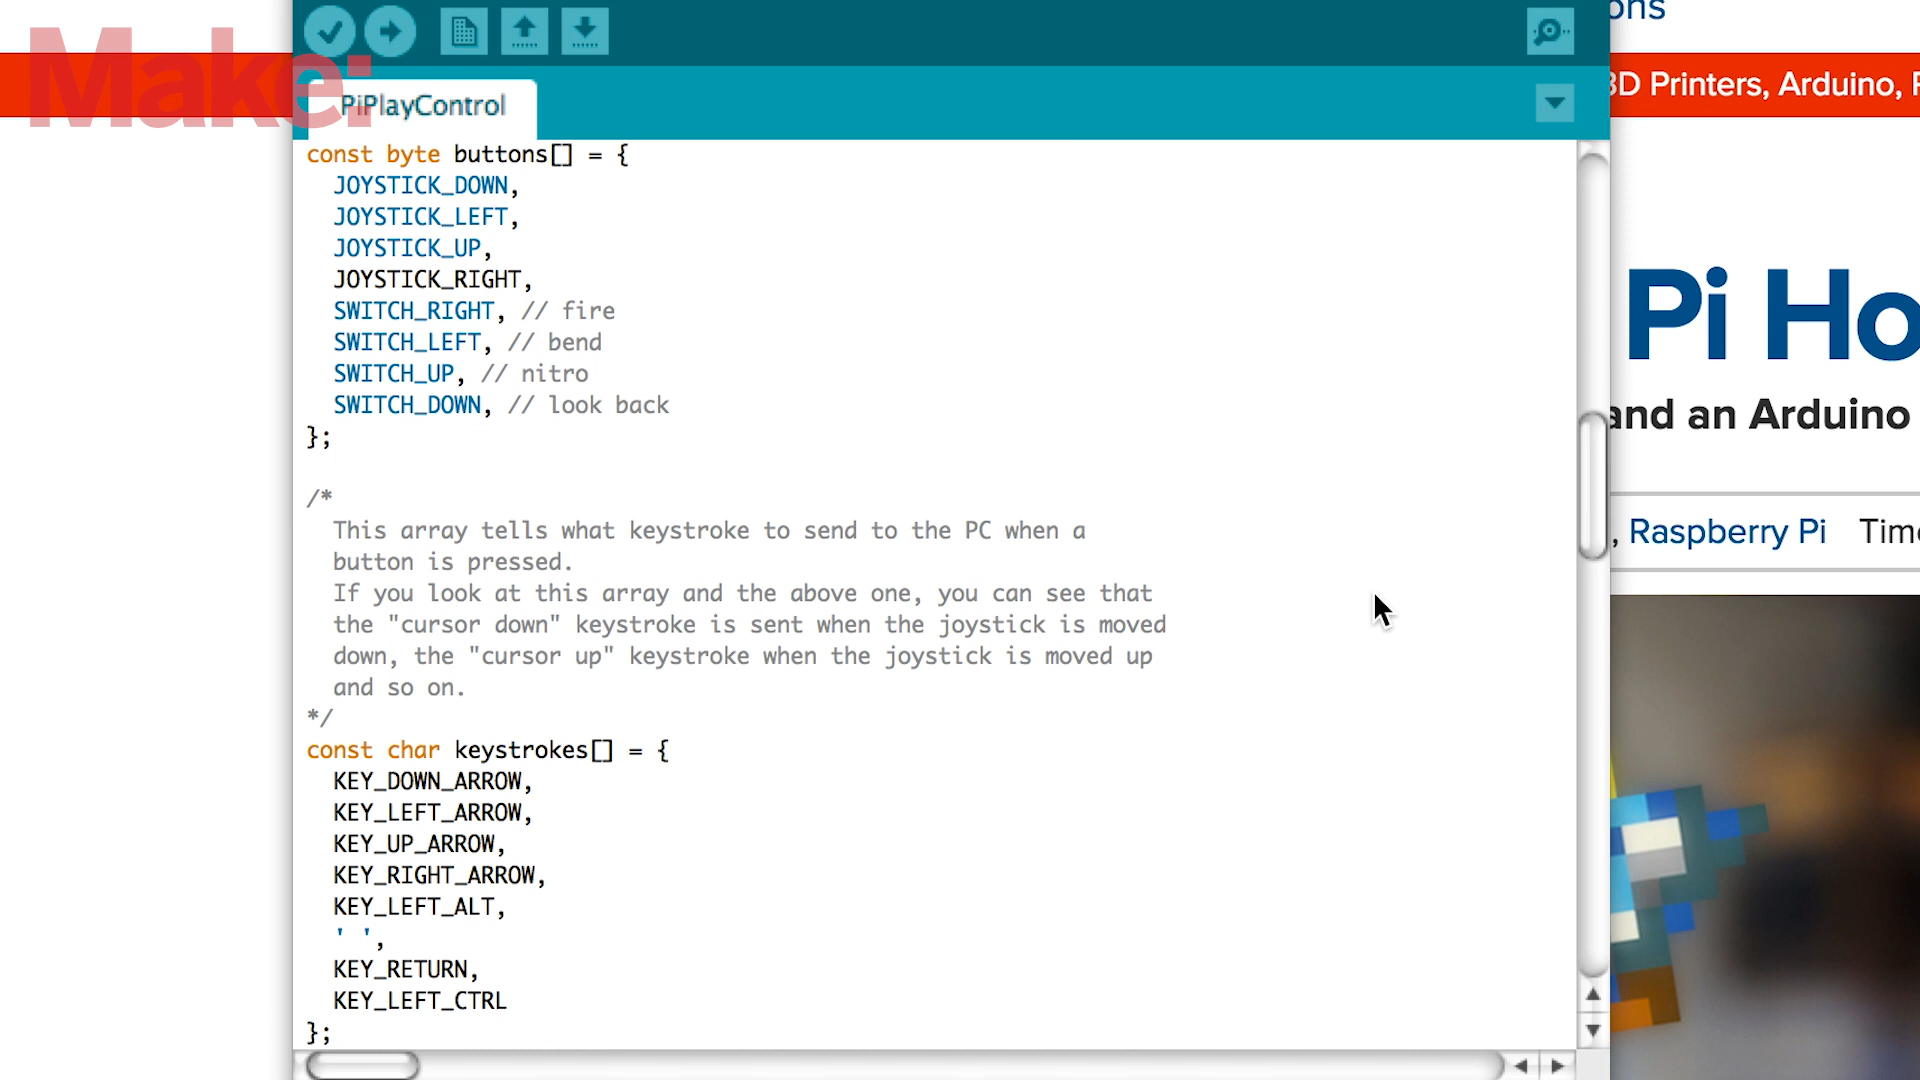 ons
Make:
3D Printers, Arduino,
PiPlayControl
const byte buttons[] = {
JOYSTICK_DOWN,
JOYSTICK_LEFT,
JOYSTICK_UP,
JOYSTICK_RIGHT,
SWITCH_RIGHT, // fire
SWITCH_LEFT, // bend
SWITCH_UP, // nitro
SWITCH_DOWN, // look back
};
/*
This array tells what keystroke to send to the PC when a
button is pressed.
If you look at this array and the above one, you can see that
the "cursor down" keystroke is sent when the joystick is moved
down, the "cursor up" keystroke when the joystick is moved up
and so on.
*/
const char keystrokes[] = {
KEY_DOWN_ARROW,
KEY_LEFT_ARROW,
KEY_UP_ARROW,
KEY_RIGHT_ARROW,
KEY_LEFT_ALT,
' ',
KEY_RETURN,
KEY_LEFT_CTRL
};
Pi Ho
and an Arduino
, Raspberry Pi Tim